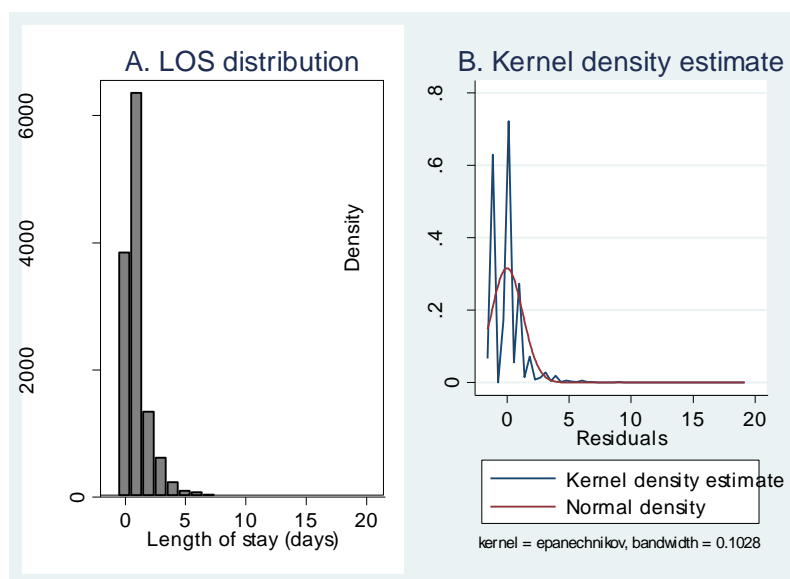 A. LOS distribution
6000
4000
2000
0
0 5 10 15 20
Length of stay (days)
B. Kernel density estimate
Density
.8
.6
.4
.2
0
0 5 10 15 20
Residuals
Kernel density estimate
Normal density
kernel = epanechnikov, bandwidth = 0.1028